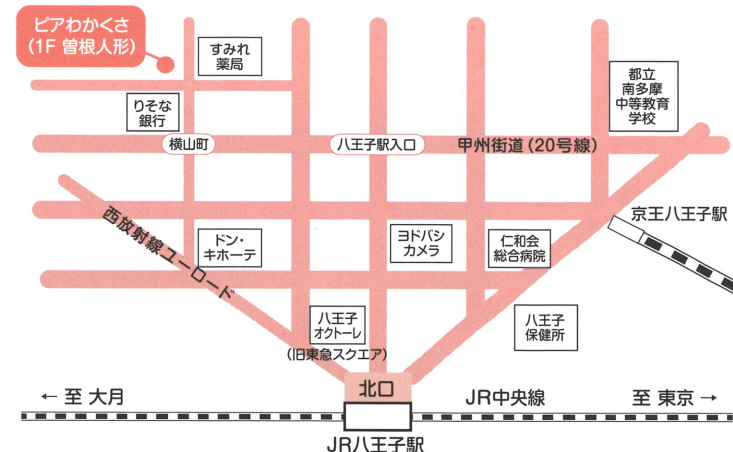 ピアわかくさ
(1F 曽根人形)
すみれ
薬局
都立
南多摩
中等教育
学校
りそな
銀行
横山町
八王子駅入口
甲州街道(20号線)
京王八王子駅
西放射線ユーロード
ドン・
キホーテ
ヨドバシ
カメラ
仁和会
総合病院
八王子
オクトーレ
(旧東急スクエア)
八王子
保健所
北口
← 至 大月
JR中央線
至 東京 →
JR八王子駅